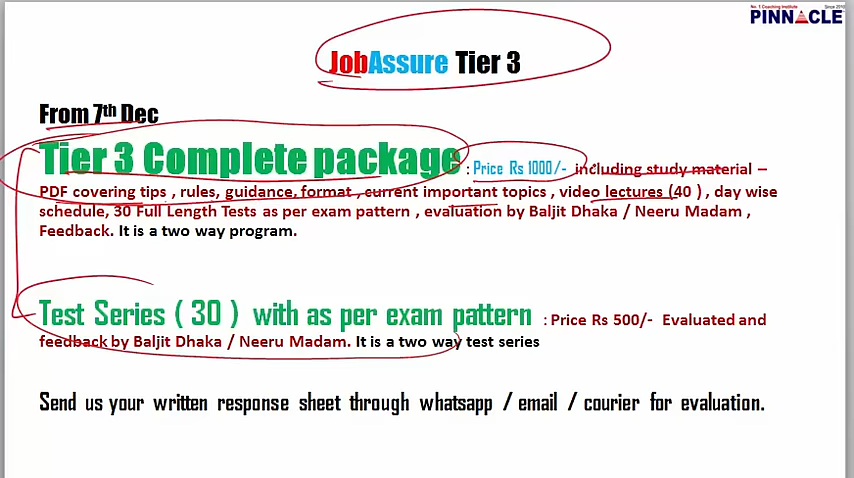 No. 1 Coaching Institute Since 2010
PINNACLE
JobAssure Tier 3
From 7th Dec
Tier 3 Complete package : Price Rs 1000/- including study material –
PDF covering tips , rules, guidance, format , current important topics , video lectures (40 ) , day wise
schedule, 30 Full Length Tests as per exam pattern , evaluation by Baljit Dhaka / Neeru Madam ,
Feedback. It is a two way program.
Test Series ( 30 ) with as per exam pattern : Price Rs 500/- Evaluated and
feedback by Baljit Dhaka / Neeru Madam. It is a two way test series
Send us your written response sheet through whatsapp / email / courier for evaluation.